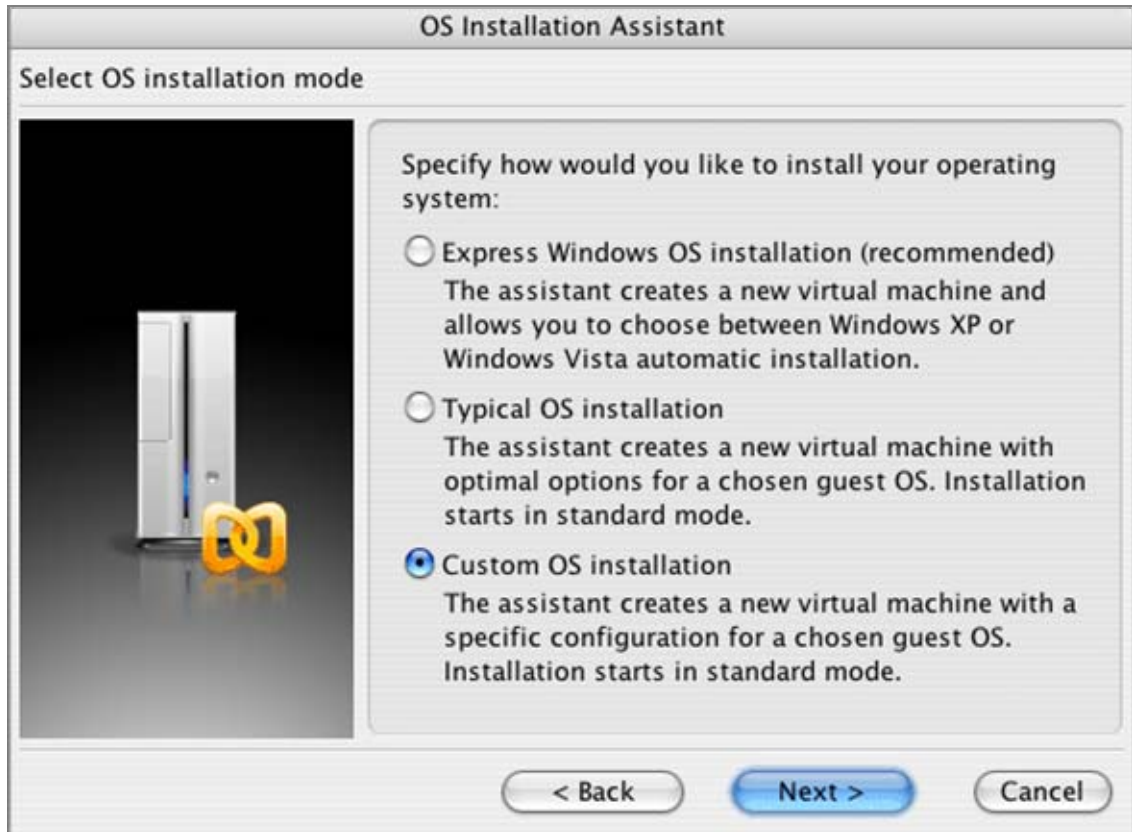 OS Installation Assistant
Select OS installation mode
Specify how would you like to install your operating
system:
Express Windows OS installation (recommended)
The assistant creates a new virtual machine and
allows you to choose between Windows XP or
Windows Vista automatic installation.
Typical OS installation
The assistant creates a new virtual machine with
optimal options for a chosen guest OS. Installation
starts in standard mode.
Custom OS installation
The assistant creates a new virtual machine with a
specific configuration for a chosen guest OS.
Installation starts in standard mode.
< Back
Next >
Cancel